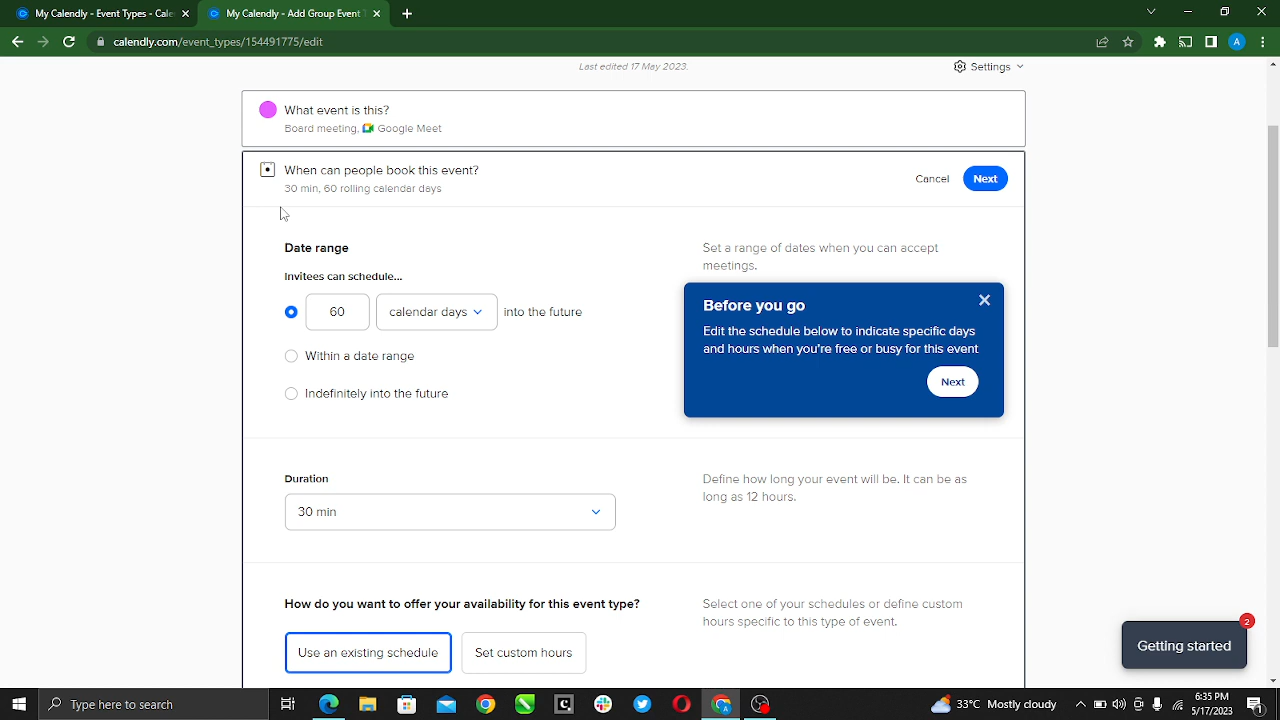 My Calendly - Event Types - Cale
My Calendly - Add Group Event T
calendly.com/event_types/154491775/edit
A
Last edited 17 May 2023.
Settings
What event is this?
Board meeting, Google Meet
When can people book this event?
30 min, 60 rolling calendar days
Cancel
Next
Date range
Set a range of dates when you can accept
meetings.
Invitees can schedule...
60
calendar days
into the future
Within a date range
Indefinitely into the future
Before you go
Edit the schedule below to indicate specific days
and hours when you're free or busy for this event
Next
Duration
30 min
Define how long your event will be. It can be as
long as 12 hours.
How do you want to offer your availability for this event type?
Select one of your schedules or define custom
hours specific to this type of event.
Use an existing schedule
Set custom hours
Getting started
2
Type here to search
33°C Mostly cloudy
6:35 PM
5/17/2023